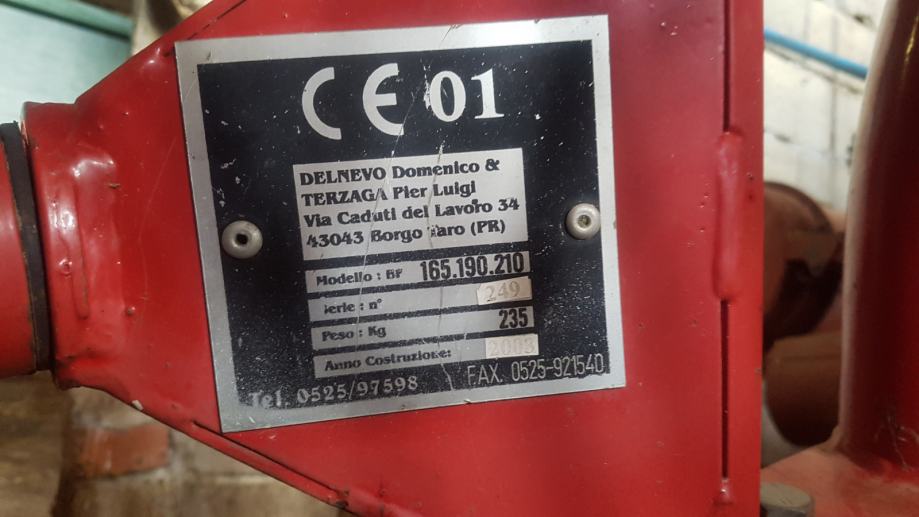 CE 01
DELNEVO Domenico &
TERZAGA Pier Luigi
Via Caduti del Lavoro 34
43043 Borgo Taro (PR)
Modello : BF 165.190.210
Serie : n° 249
Peso : Kg 235
Anno Costruzione: 2003
Tel. 0525/97598 FAX. 0525-921540